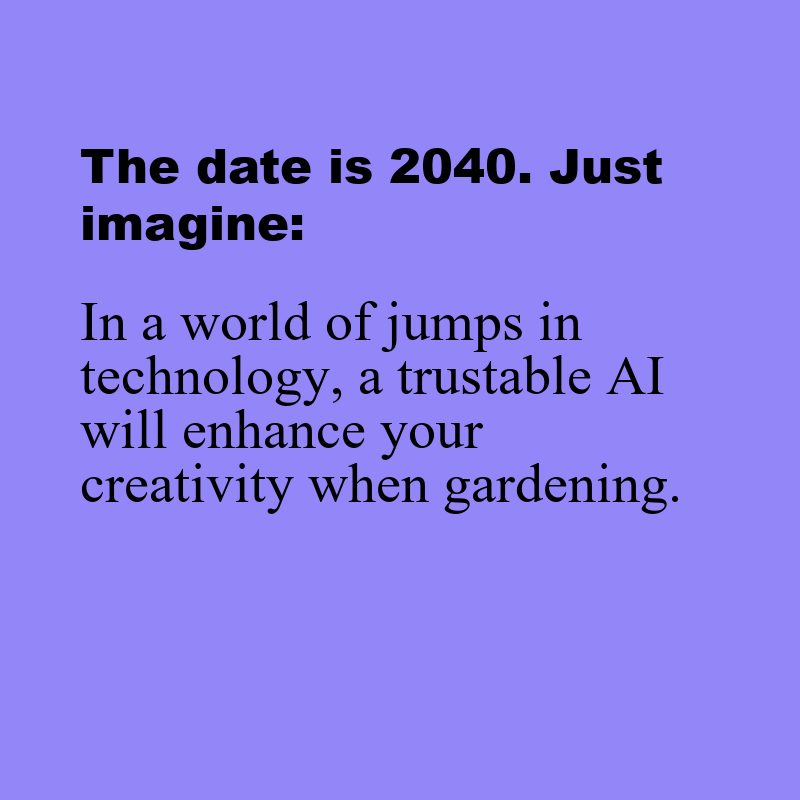 The date is 2040. Just
imagine:
In a world of jumps in
technology, a trustable AI
will enhance your
creativity when gardening.